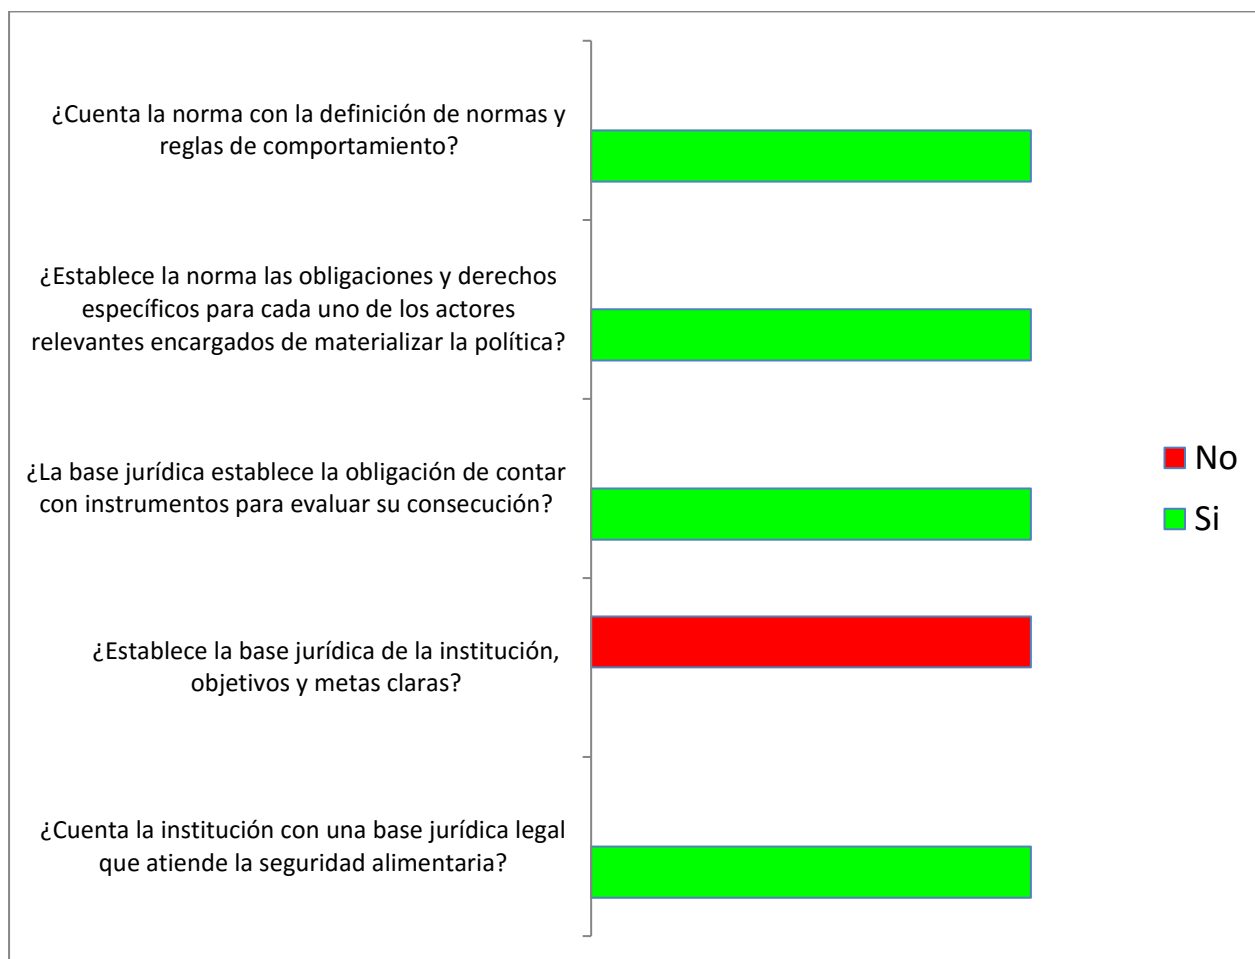 ¿Cuenta la norma con la definición de normas y
reglas de comportamiento?
¿Establece la norma las obligaciones y derechos
específicos para cada uno de los actores
relevantes encargados de materializar la política?
¿La base jurídica establece la obligación de contar
con instrumentos para evaluar su consecución?
¿Establece la base jurídica de la institución,
objetivos y metas claras?
¿Cuenta la institución con una base jurídica legal
que atiende la seguridad alimentaria?
No
Si